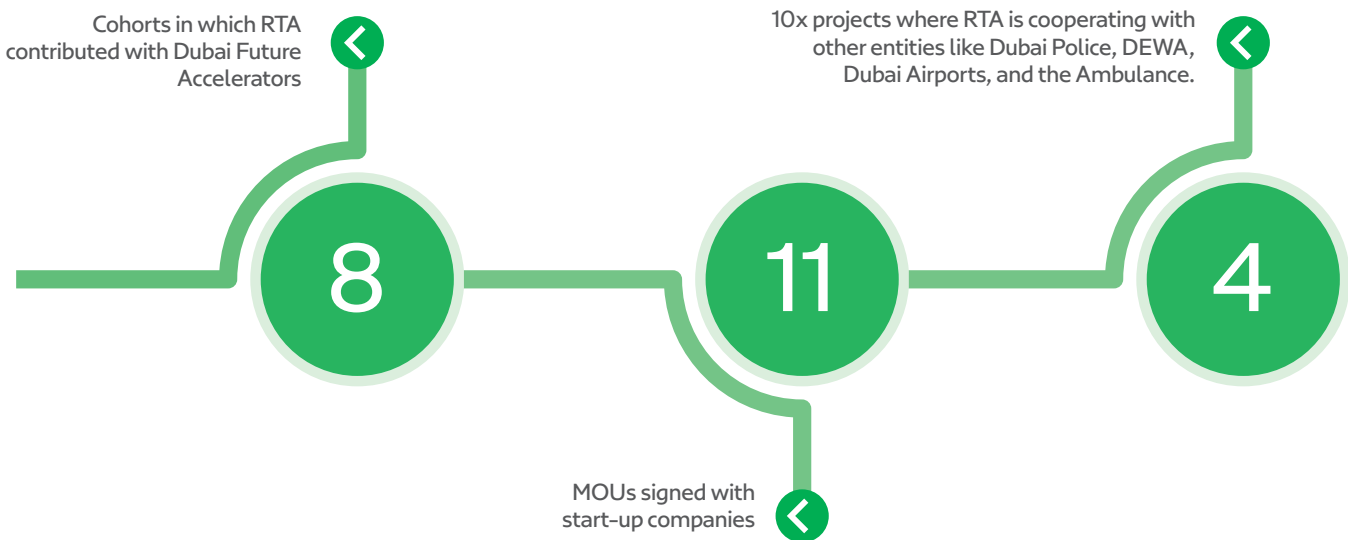 Cohorts in which RTA
contributed with Dubai Future
Accelerators
8
MOUs signed with
start-up companies
11
10x projects where RTA is cooperating with
other entities like Dubai Police, DEWA,
Dubai Airports, and the Ambulance.
4